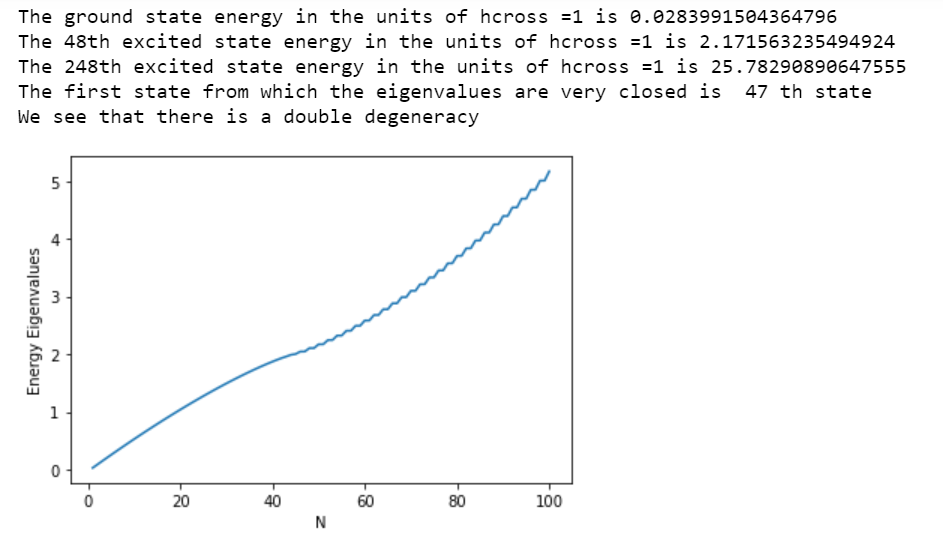 The ground state energy in the units of hcross =1 is 0.0283991504364796
The 48th excited state energy in the units of hcross =1 is 2.171563235494924
The 248th excited state energy in the units of hcross =1 is 25.78290890647555
The first state from which the eigenvalues are very closed is  47 th state
We see that there is a double degeneracy
5
4
3
2
1
0
Energy Eigenvalues
0 20 40 60 80 100
N